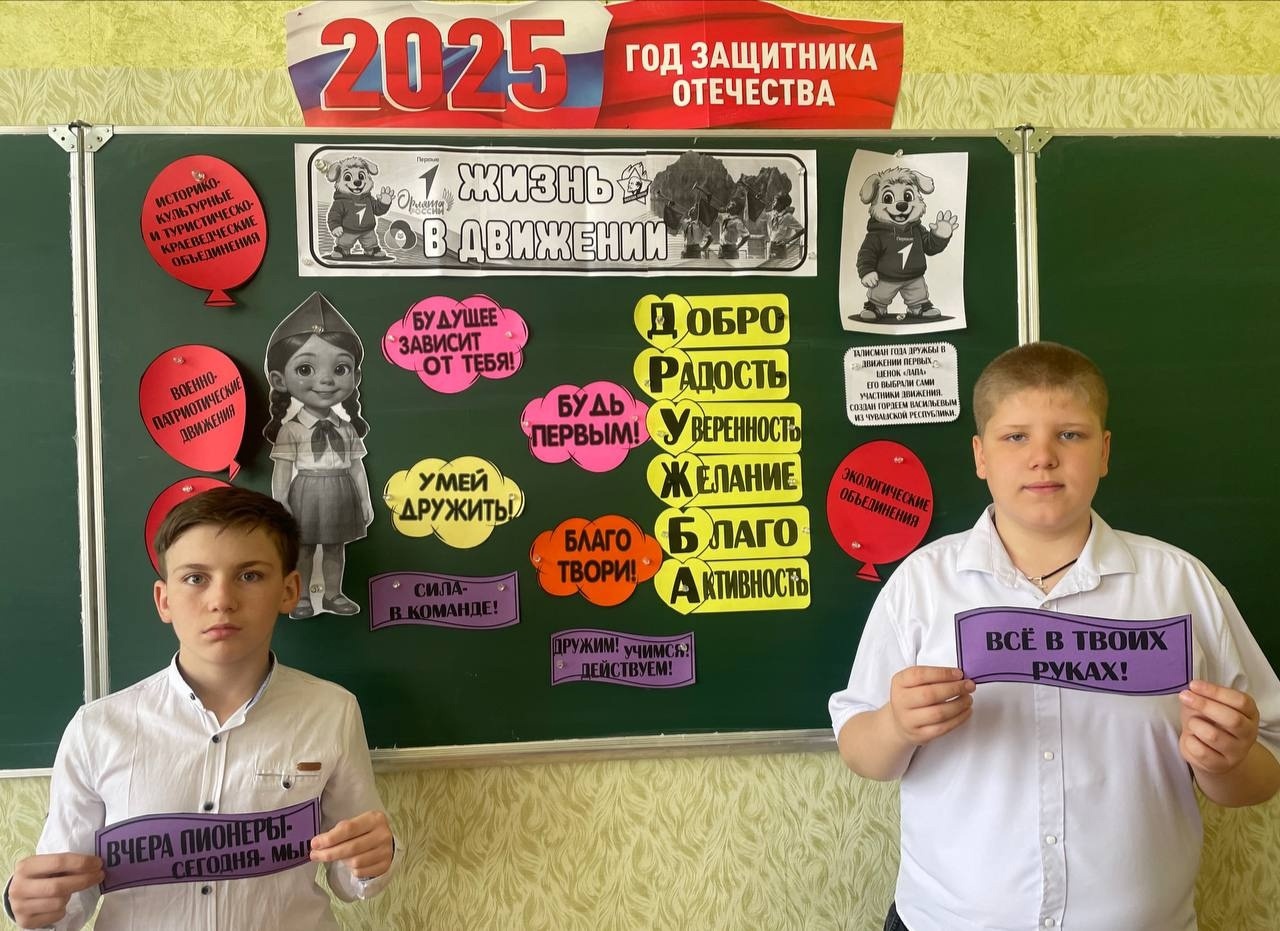 2025
ГОД ЗАЩИТНИКА
ОТЕЧЕСТВА
ИСТОРИКО-
КУЛЬТУРНЫЕ
И ТУРИСТИЧЕСКО-
КРАЕВЕДЧЕСКИЕ
ОБЪЕДИНЕНИЯ
Первые
Орлята
РОССИИ
ЖИЗНЬ
В ДВИЖЕНИИ
Первые
БУДУЩЕЕ
ЗАВИСИТ
ОТ ТЕБЯ!
ДОБРО
РАДОСТЬ
УВЕРЕННОСТЬ
ЖЕЛАНИЕ
БЛАГО
АКТИВНОСТЬ
ТАЛИСМАН ГОДА ДРУЖБЫ В
ДВИЖЕНИИ ПЕРВЫХ
ЩЕНОК «ЛАПА»
ЕГО ВЫБРАЛИ САМИ
УЧАСТНИКИ ДВИЖЕНИЯ.
СОЗДАН ГОРДЕЕМ ВАСИЛЬЕВЫМ
ИЗ ЧУВАШСКОЙ РЕСПУБЛИКИ.
ВОЕННО-
ПАТРИОТИЧЕСКИЕ
ДВИЖЕНИЯ
БУДЬ
ПЕРВЫМ!
УМЕЙ
ДРУЖИТЬ!
ЭКОЛОГИЧЕСКИЕ
ОБЪЕДИНЕНИЯ
БЛАГО
ТВОРИ!
СИЛА-
В КОМАНДЕ!
ДРУЖИМ! УЧИМСЯ!
ДЕЙСТВУЕМ!
ВСЁ В ТВОИХ
РУКАХ!
ВЧЕРА ПИОНЕРЫ-
СЕГОДНЯ- МЫ!